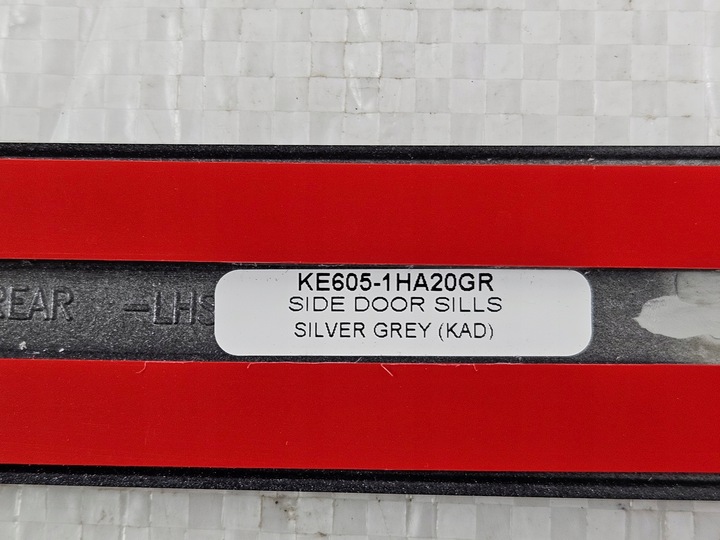 KE605-1HA20GR
SIDE DOOR SILLS
SILVER GREY (KAD)
REAR -LHS